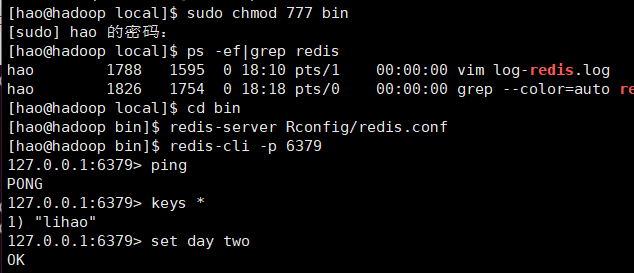 [hao@hadoop local]$ sudo chmod 777 bin
[sudo] hao 的密码：
[hao@hadoop local]$ ps -ef|grep redis
hao 1788 1595 0 18:10 pts/1 00:00:00 vim log-redis.log
hao 1826 1754 0 18:18 pts/0 00:00:00 grep --color=auto re
[hao@hadoop local]$ cd bin
[hao@hadoop bin]$ redis-server Rconfig/redis.conf
[hao@hadoop bin]$ redis-cli -p 6379
127.0.0.1:6379> ping
PONG
127.0.0.1:6379> keys *
1) "lihao"
127.0.0.1:6379> set day two
OK